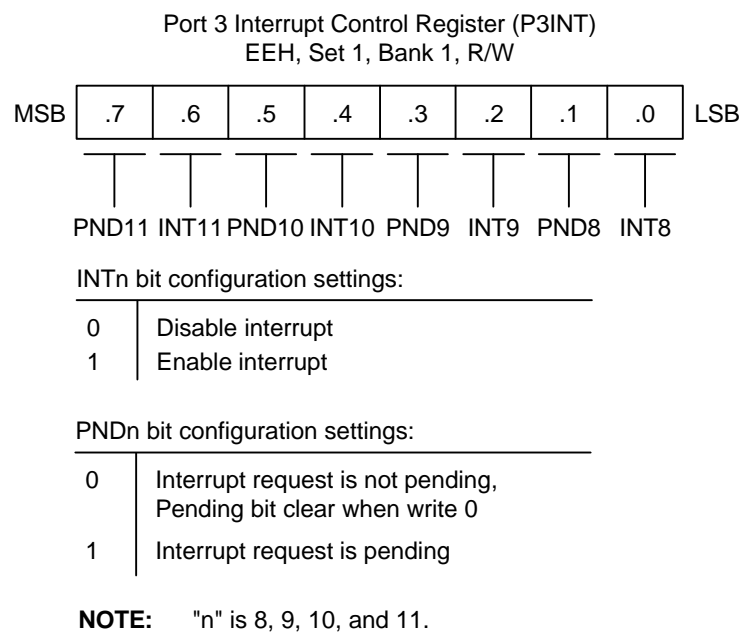 Port 3 Interrupt Control Register (P3INT)
EEH, Set 1, Bank 1, R/W
MSB .7 .6 .5 .4 .3 .2 .1 .0 LSB
PND11 INT11 PND10 INT10 PND9 INT9 PND8 INT8
INTn bit configuration settings:
0 Disable interrupt
1 Enable interrupt
PNDn bit configuration settings:
0 Interrupt request is not pending,
Pending bit clear when write 0
1 Interrupt request is pending
NOTE: "n" is 8, 9, 10, and 11.